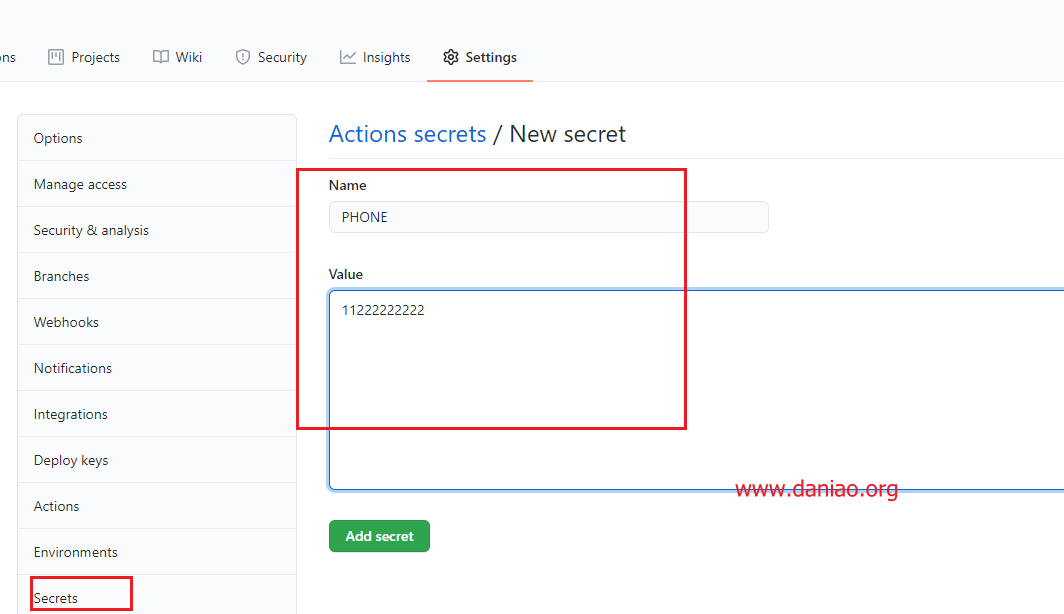 ns Projects Wiki Security Insights Settings
Options
Manage access
Security & analysis
Branches
Webhooks
Notifications
Integrations
Deploy keys
Actions
Environments
Secrets
Actions secrets / New secret
Name
PHONE
Value
11222222222
www.daniao.org
Add secret